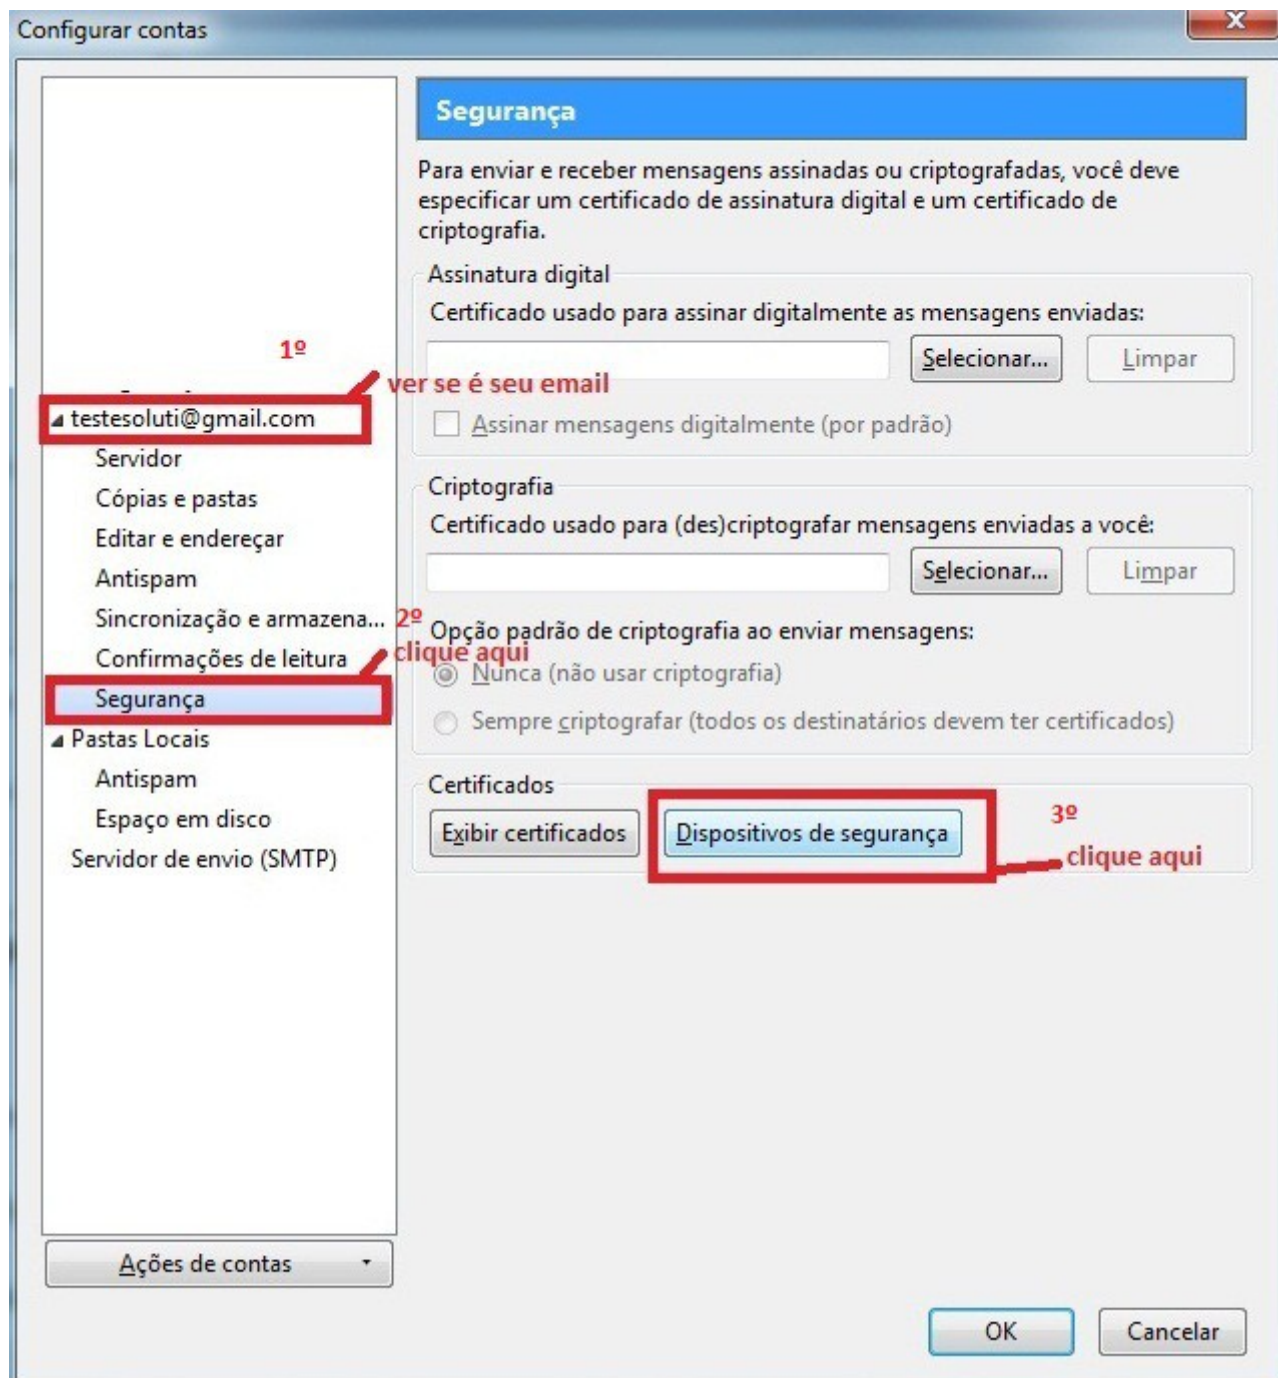 Configurar contas
X
Segurança
Para enviar e receber mensagens assinadas ou criptografadas, você deve
especificar um certificado de assinatura digital e um certificado de
criptografia.
Assinatura digital
Certificado usado para assinar digitalmente as mensagens enviadas:
Selecionar...
Limpar
Assinar mensagens digitalmente (por padrão)
Criptografia
Certificado usado para (des)criptografar mensagens enviadas a você:
Selecionar...
Limpar
Opção padrão de criptografia ao enviar mensagens:
Nunca (não usar criptografia)
Sempre criptografar (todos os destinatários devem ter certificados)
Certificados
Exibir certificados
Dispositivos de segurança
3º
clique aqui
1º
ver se é seu email
testesoluti@gmail.com
Servidor
Cópias e pastas
Editar e endereçar
Antispam
Sincronização e armazena...
2º
clique aqui
Confirmações de leitura
Segurança
Pastas Locais
Antispam
Espaço em disco
Servidor de envio (SMTP)
Ações de contas
OK
Cancelar